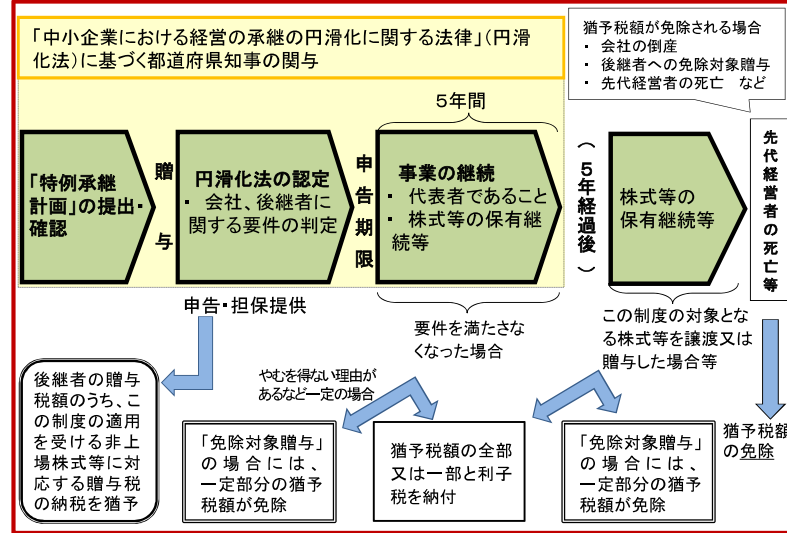 「中小企業における経営の承継の円滑化に関する法律」(円滑
化法)に基づく都道府県知事の関与
猶予税額が免除される場合
・ 会社の倒産
・ 後継者への免除対象贈与
・ 先代経営者の死亡 など
5年間
「特例承継
計画」の提出・
確認
贈与
円滑化法の認定
・ 会社、後継者に
関する要件の判定
申告期限
事業の継続
・ 代表者であること
・ 株式等の保有継
続等
(5年経過後)
株式等の
保有継続等
先代経営者の死亡等
申告・担保提供
要件を満たさな
くなった場合
この制度の対象とな
る株式等を譲渡又は
贈与した場合等
後継者の贈与
税額のうち、こ
の制度の適用
を受ける非上
場株式等に対
応する贈与税
の納税を猶予
やむを得ない理由が
あるなど一定の場合
「免除対象贈与」
の場合には、
一定部分の猶予
税額が免除
猶予税額の全部
又は一部と利子
税を納付
「免除対象贈与」
の場合には、
一定部分の猶予
税額が免除
猶予税額
の免除